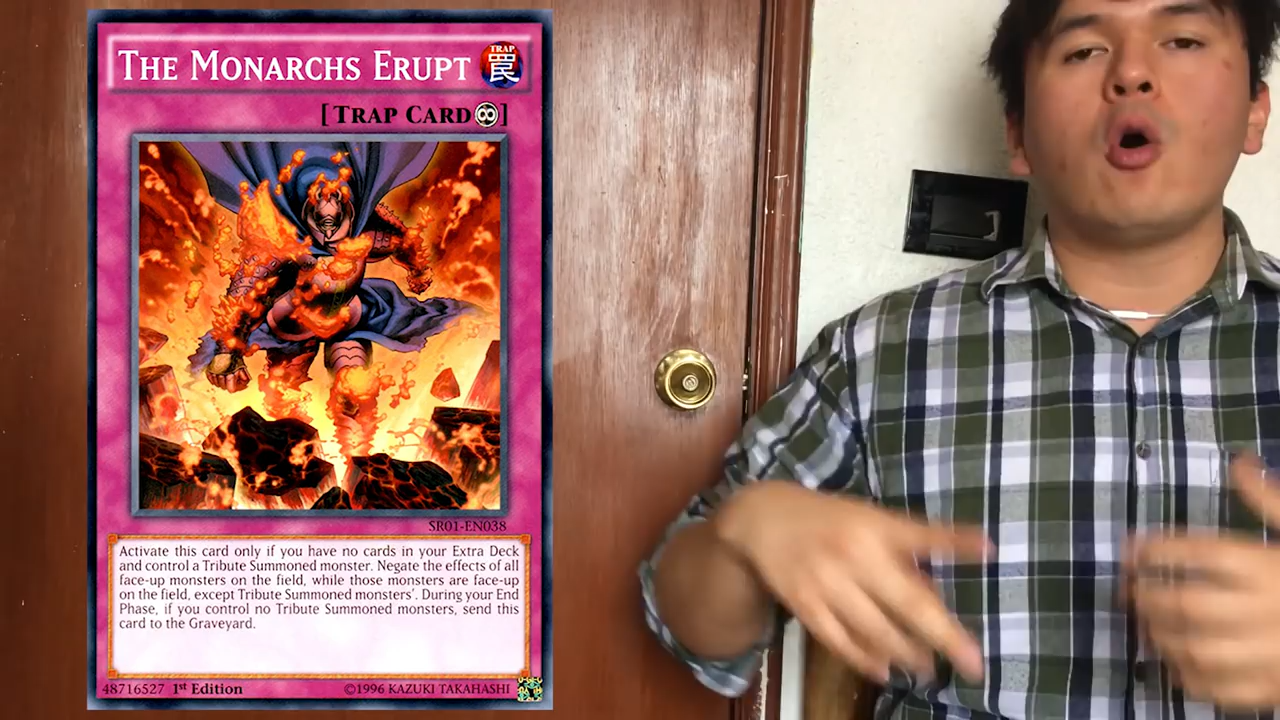 THE MONARCHS ERUPT
TRAP
罠
[TRAP CARD∞]
SR01-EN038
Activate this card only if you have no cards in your Extra Deck
and control a Tribute Summoned monster. Negate the effects of all
face-up monsters on the field, while those monsters are face-up
on the field, except Tribute Summoned monsters'. During your End
Phase, if you control no Tribute Summoned monsters, send this
card to the Graveyard.
48716527 1st Edition ©1996 KAZUKI TAKAHASHI